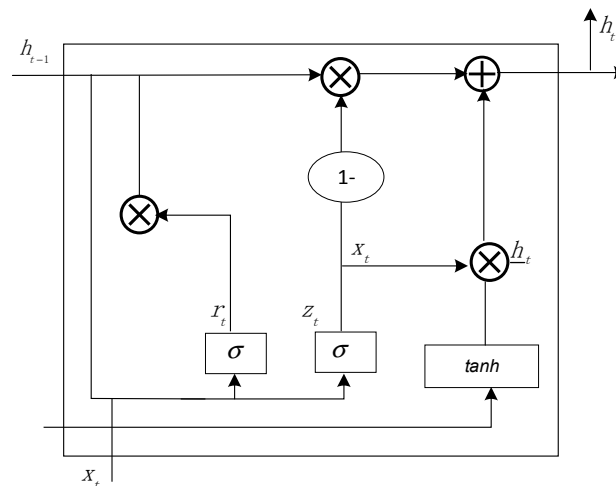 h_t
h_{t-1}
1-
x_t
h_t
r_t
z_t
σ
σ
tanh
x_t